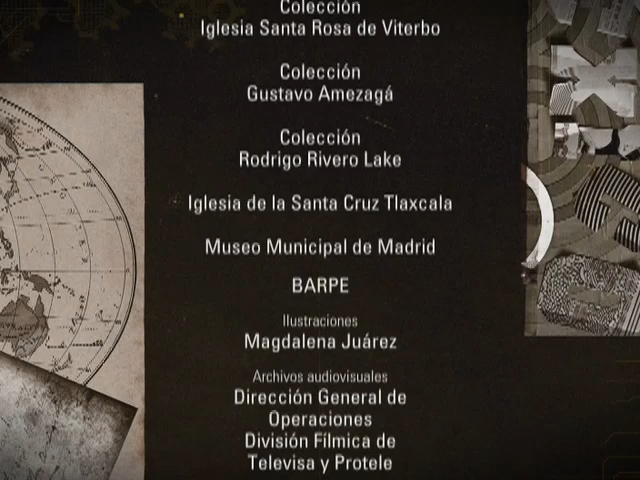 Colección
Iglesia Santa Rosa de Viterbo
Colección
Gustavo Amezagá
Colección
Rodrigo Rivero Lake
Iglesia de la Santa Cruz Tlaxcala
Museo Municipal de Madrid
BARPE
Ilustraciones
Magdalena Juárez
Archivos audiovisuales
Dirección General de
Operaciones
División Fílmica de
Televisa y Protele